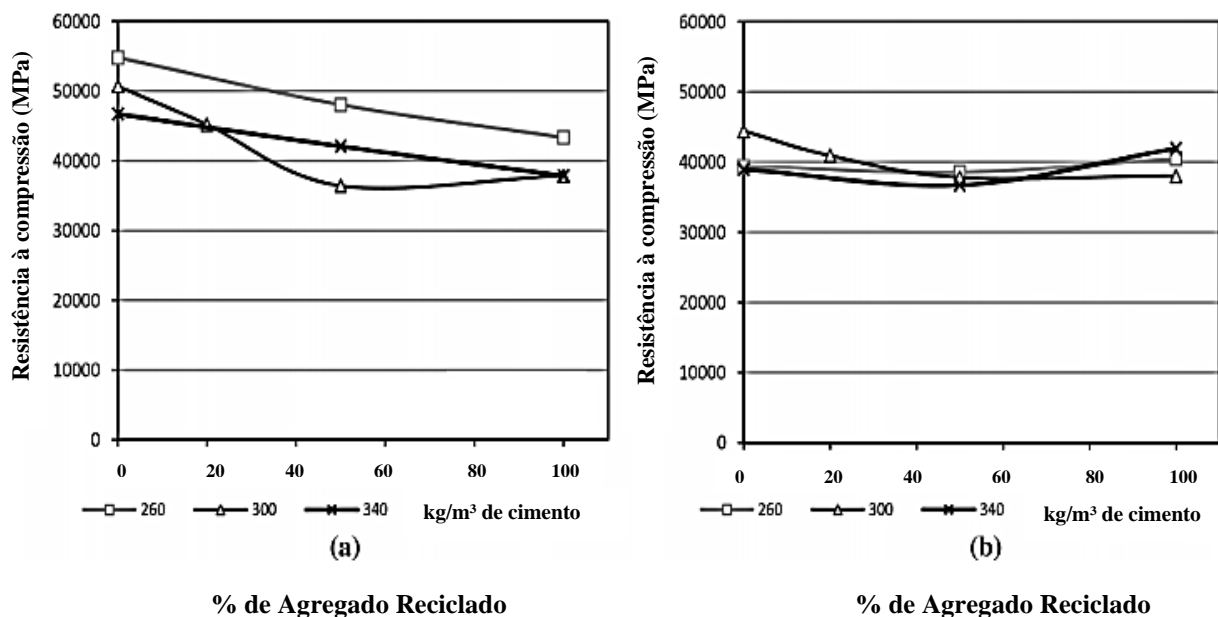 Resistência à compressão (MPa)
60000
50000
40000
30000
20000
10000
0
0 20 40 60 80 100
260 300 340 kg/m³ de cimento
(a)
% de Agregado Reciclado
Resistência à compressão (MPa)
60000
50000
40000
30000
20000
10000
0
0 20 40 60 80 100
260 300 340 kg/m³ de cimento
(b)
% de Agregado Reciclado